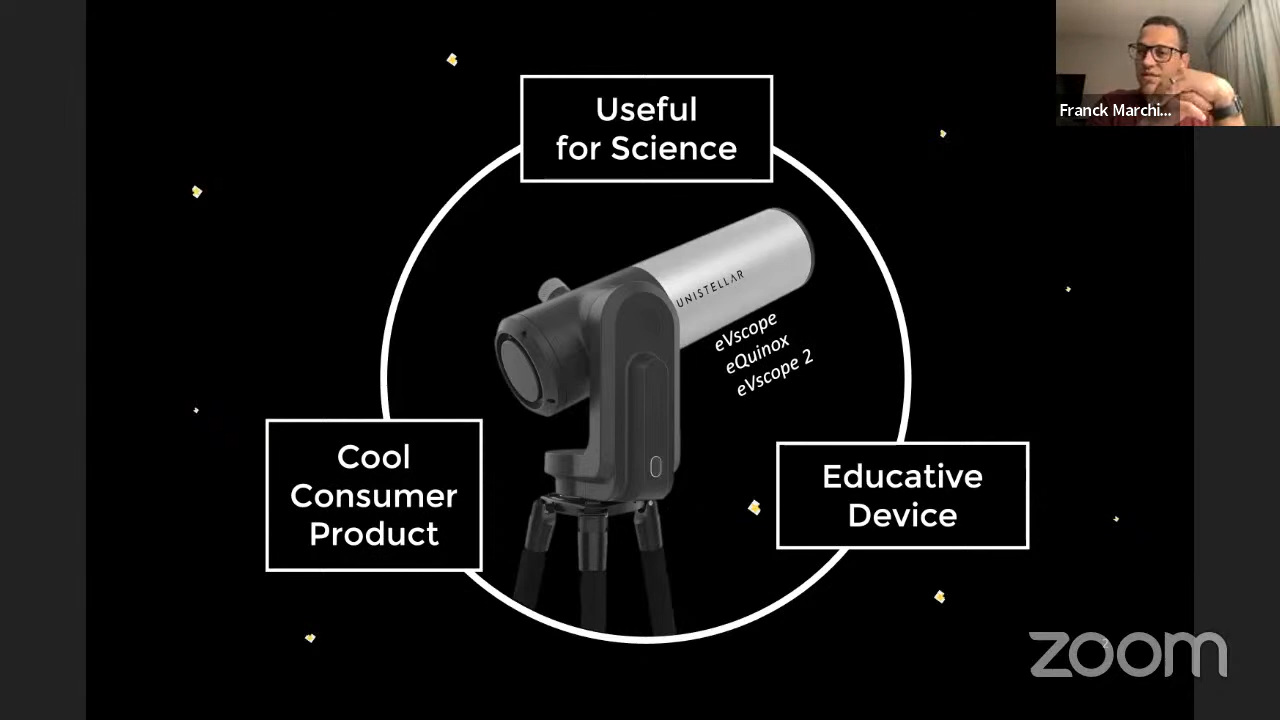 Useful
for Science
Franck Marchi...
UNISTELLAR
eVscope
eQuinox
eVscope 2
Cool
Consumer
Product
Educative
Device
zoom